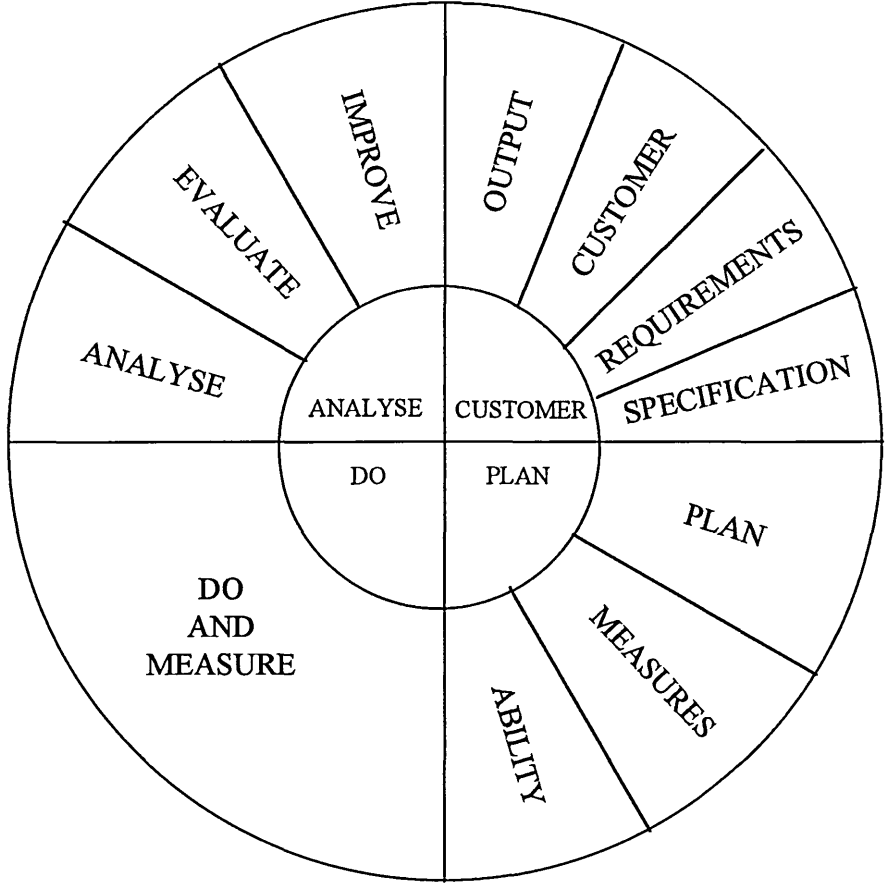 OUTPUT
CUSTOMER
REQUIREMENTS
SPECIFICATION
PLAN
MEASURES
ABILITY
DO
AND
MEASURE
ANALYSE
EVALUATE
IMPROVE
ANALYSE
CUSTOMER
DO
PLAN